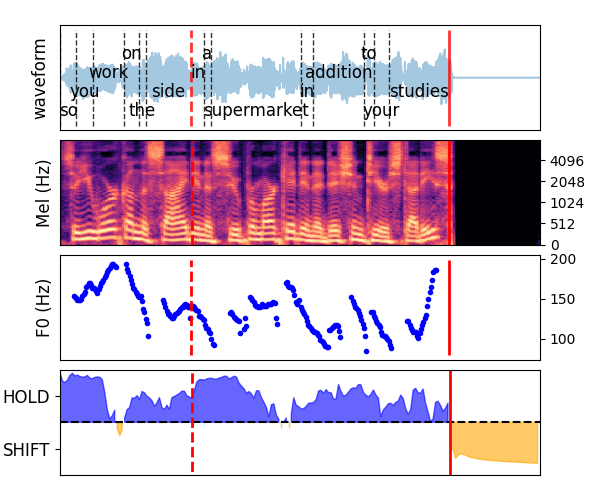 waveform
on a to
work in addition
you side in studies
so the supermarket your
Mel (Hz)
4096
2048
1024
512
0
F0 (Hz)
200
150
100
HOLD
SHIFT